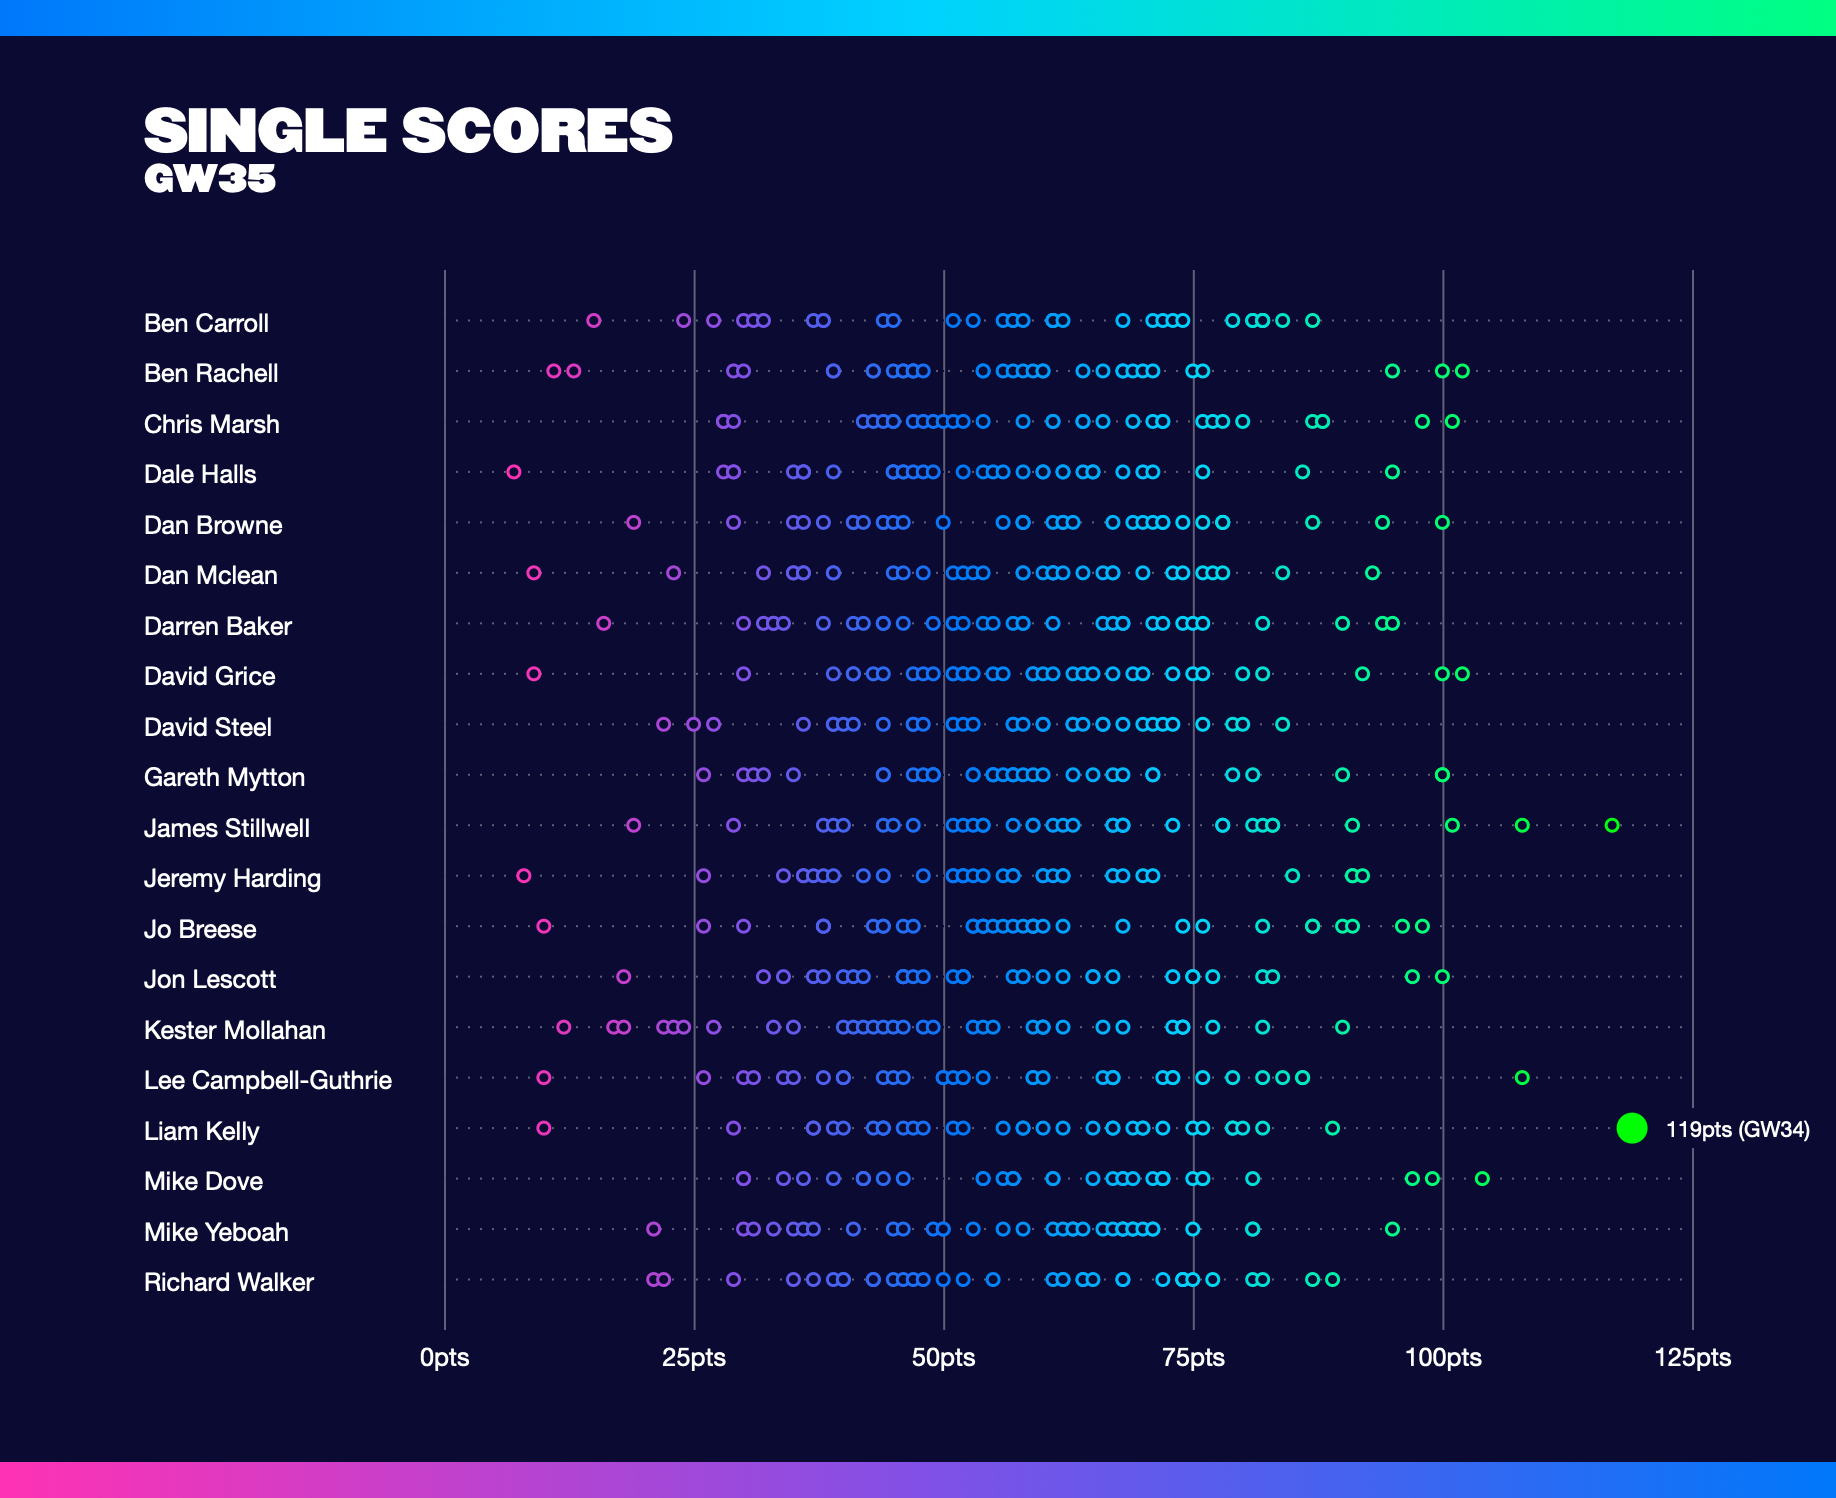 SINGLE SCORES
GW35
Ben Carroll
Ben Rachell
Chris Marsh
Dale Halls
Dan Browne
Dan Mclean
Darren Baker
David Grice
David Steel
Gareth Mytton
James Stillwell
Jeremy Harding
Jo Breese
Jon Lescott
Kester Mollahan
Lee Campbell-Guthrie
Liam Kelly 119pts (GW34)
Mike Dove
Mike Yeboah
Richard Walker
0pts 25pts 50pts 75pts 100pts 125pts